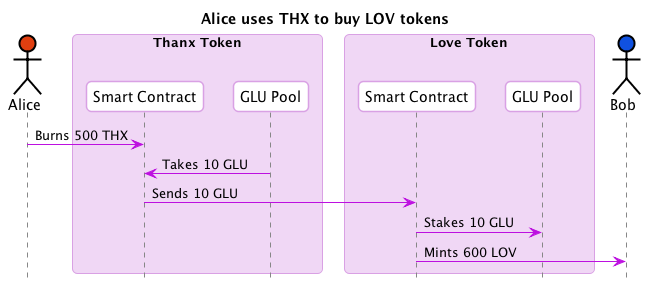 Alice uses THX to buy LOV tokens
Thanx Token
Love Token
Smart Contract
GLU Pool
Smart Contract
GLU Pool
Alice
Bob
Burns 500 THX
Takes 10 GLU
Sends 10 GLU
Stakes 10 GLU
Mints 600 LOV